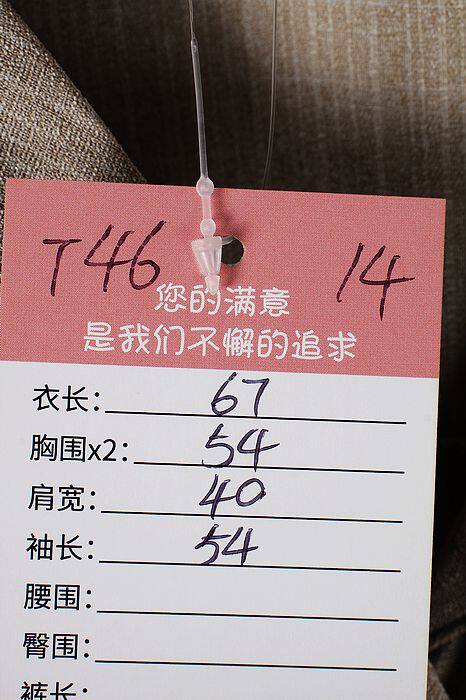 T46 14
您的满意
是我们不懈的追求
衣长: 67
胸围x2: 54
肩宽: 40
袖长: 54
腰围:
臀围:
裤长: